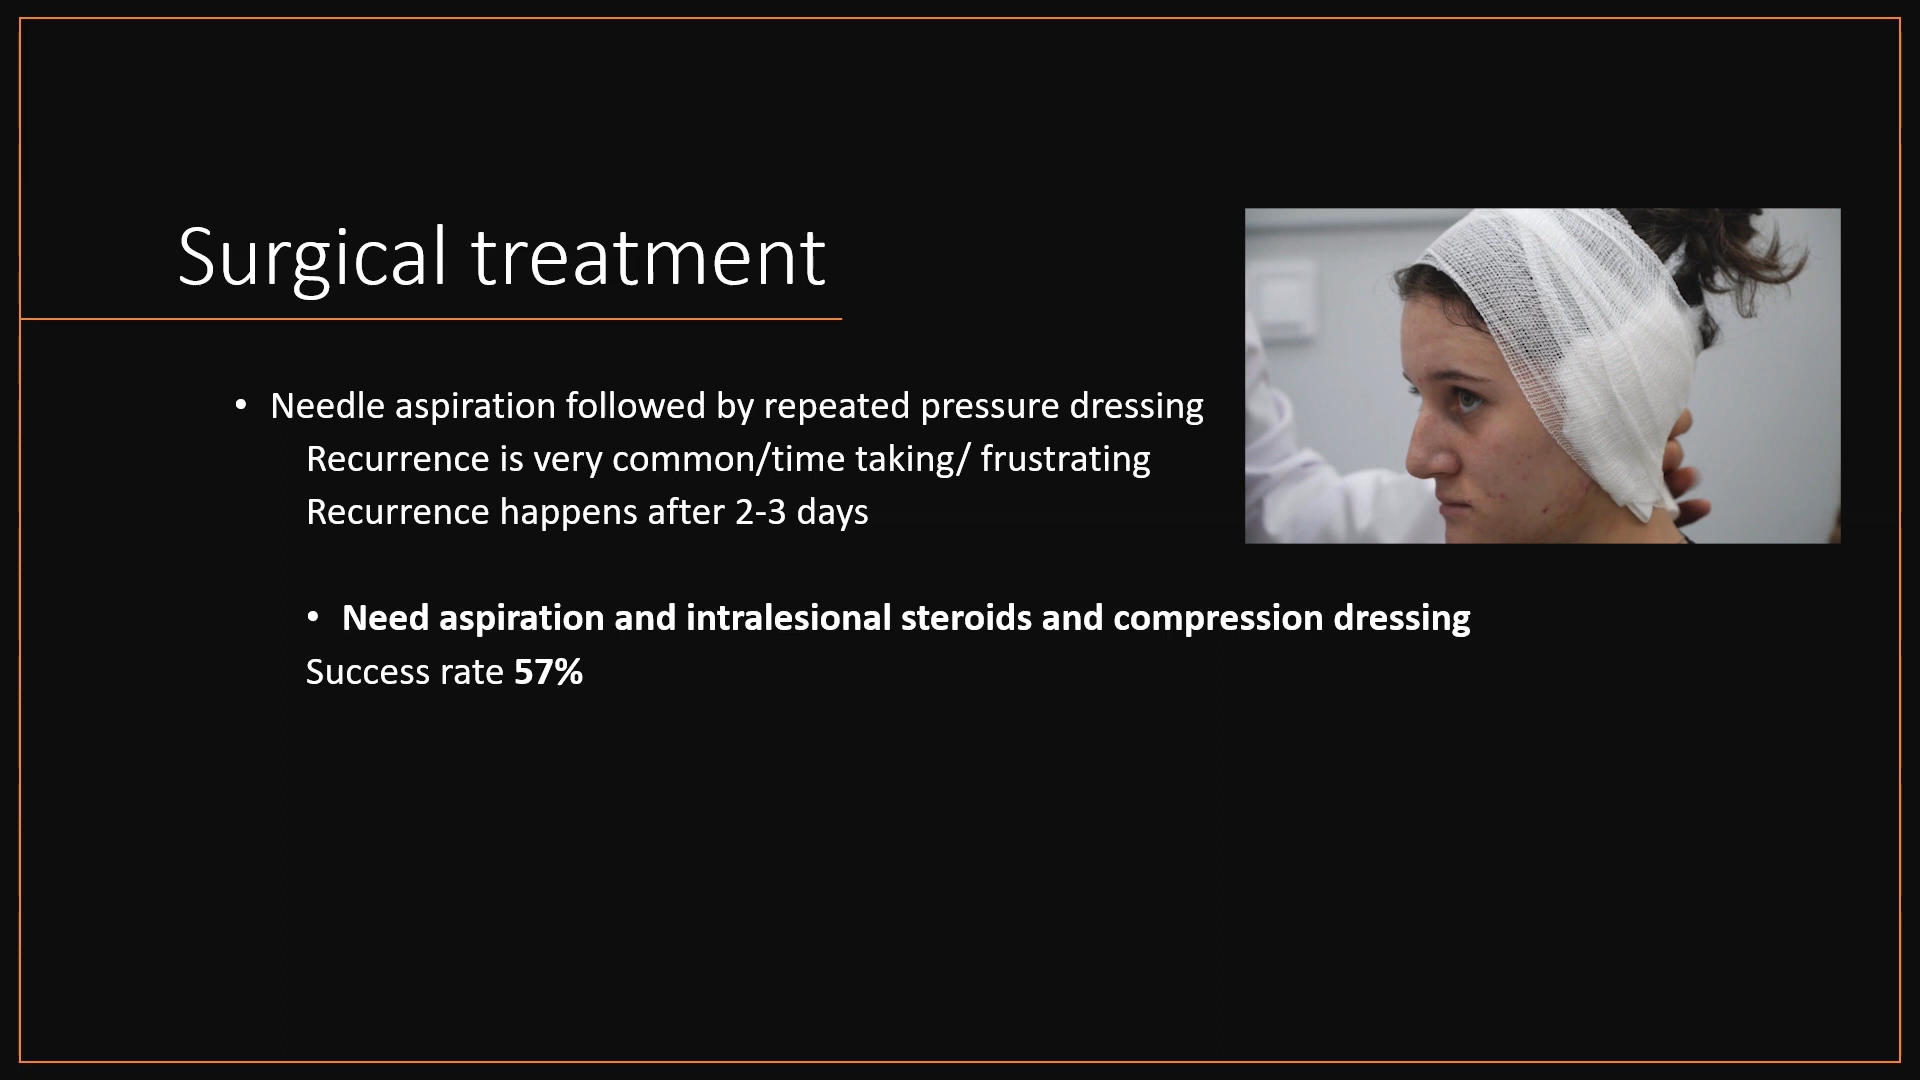 Surgical treatment
• Needle aspiration followed by repeated pressure dressing
Recurrence is very common/time taking/ frustrating
Recurrence happens after 2-3 days
• Need aspiration and intralesional steroids and compression dressing
Success rate 57%